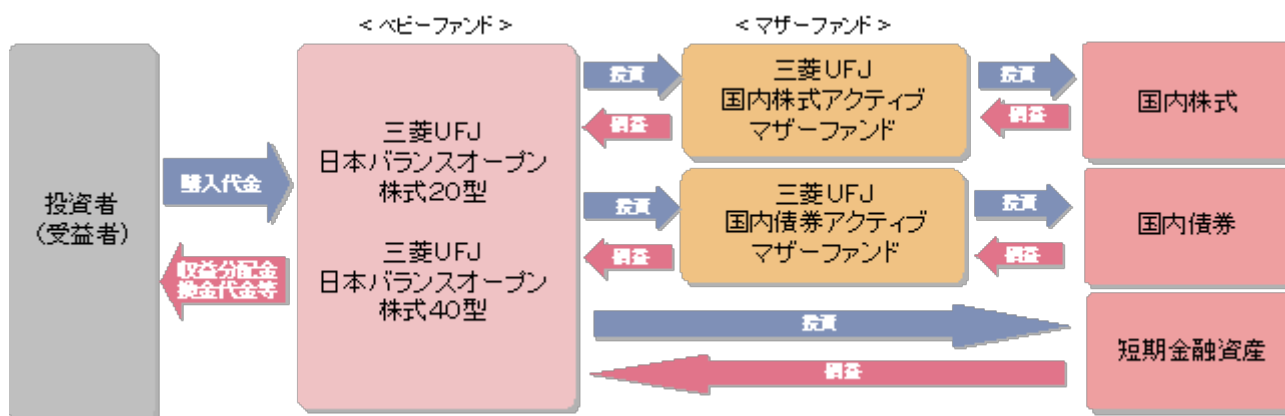 ＜ベビーファンド＞
＜マザーファンド＞
投資者
（受益者）
購入代金
収益分配金
換金代金等
三菱UFJ
日本バランスオープン
株式20型
三菱UFJ
日本バランスオープン
株式40型
投資
損益
三菱UFJ
国内株式アクティブ
マザーファンド
投資
損益
国内株式
投資
損益
三菱UFJ
国内債券アクティブ
マザーファンド
投資
損益
国内債券
投資
損益
短期金融資産